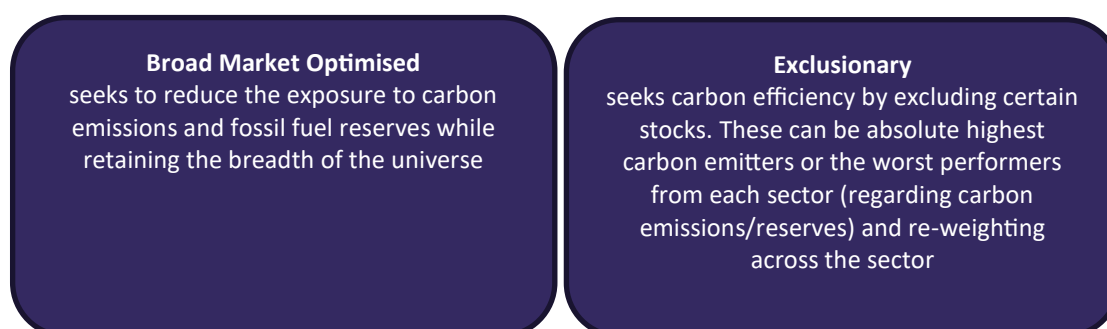 Broad Market Optimised
seeks to reduce the exposure to carbon
emissions and fossil fuel reserves while
retaining the breadth of the universe
Exclusionary
seeks carbon efficiency by excluding certain
stocks. These can be absolute highest
carbon emitters or the worst performers
from each sector (regarding carbon
emissions/reserves) and re-weighting
across the sector